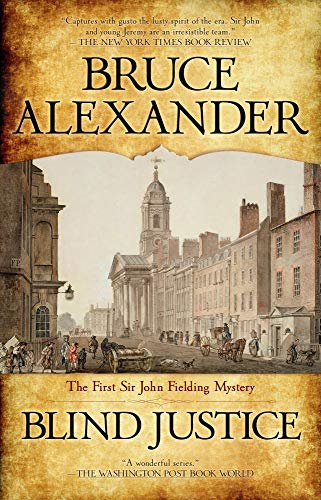 "Captures with gusto the lusty spirit of the era. Sir John
and young Jeremy are an irresistible team."
—THE NEW YORK TIMES BOOK REVIEW
BRUCE
ALEXANDER
The First Sir John Fielding Mystery
BLIND JUSTICE
"A wonderful series."
—THE WASHINGTON POST BOOK WORLD